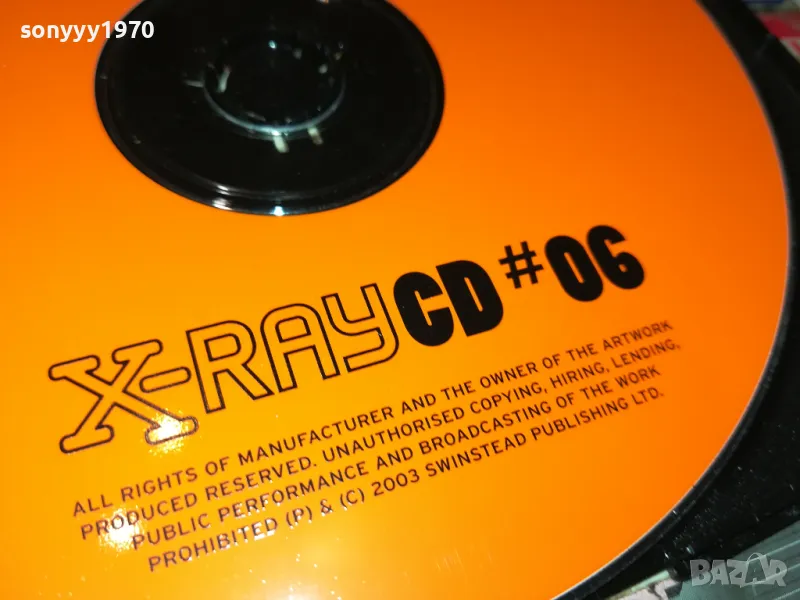 sonyyy1970
X-RAY CD #06
ALL RIGHTS OF MANUFACTURER AND THE OWNER OF THE ARTWORK
PRODUCED RESERVED. UNAUTHORISED COPYING, HIRING, LENDING,
PUBLIC PERFORMANCE AND BROADCASTING OF THE WORK
PROHIBITED (P) & (C) 2003 SWINSTEAD PUBLISHING LTD.
BAZAR